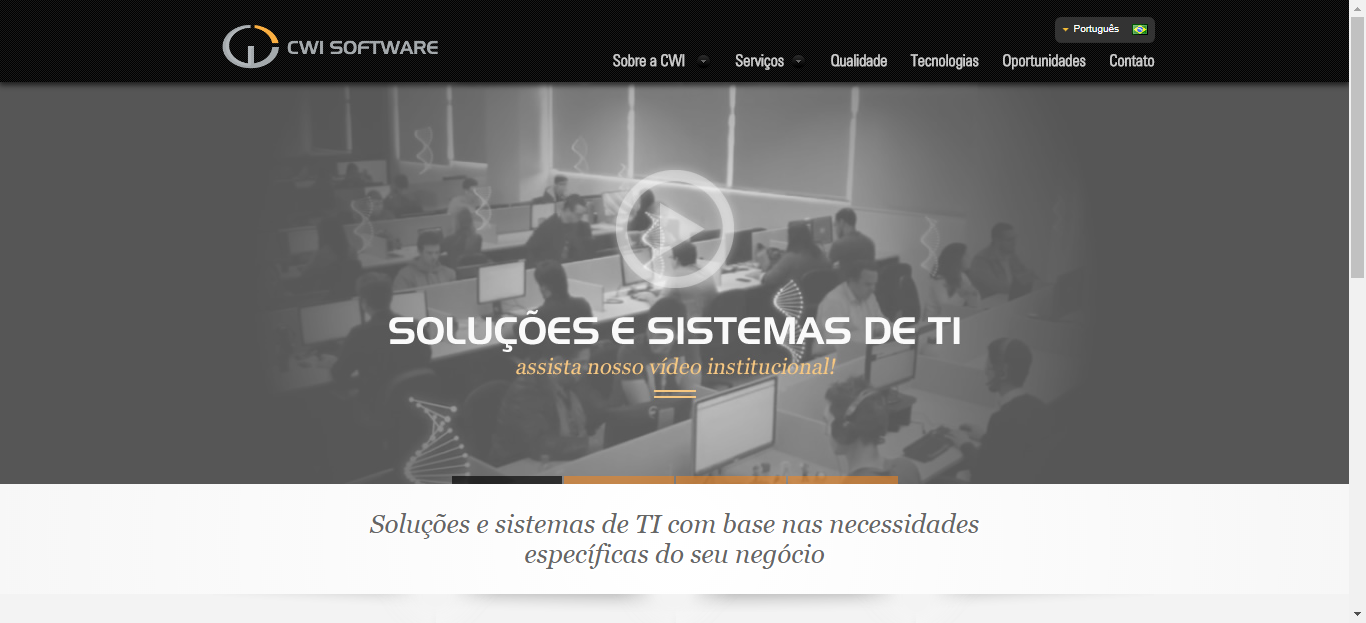 CWI SOFTWARE
Português
Sobre a CWI Serviços Qualidade Tecnologias Oportunidades Contato
SOLUÇÕES E SISTEMAS DE TI
assista nosso vídeo institucional!
Soluções e sistemas de TI com base nas necessidades
específicas do seu negócio